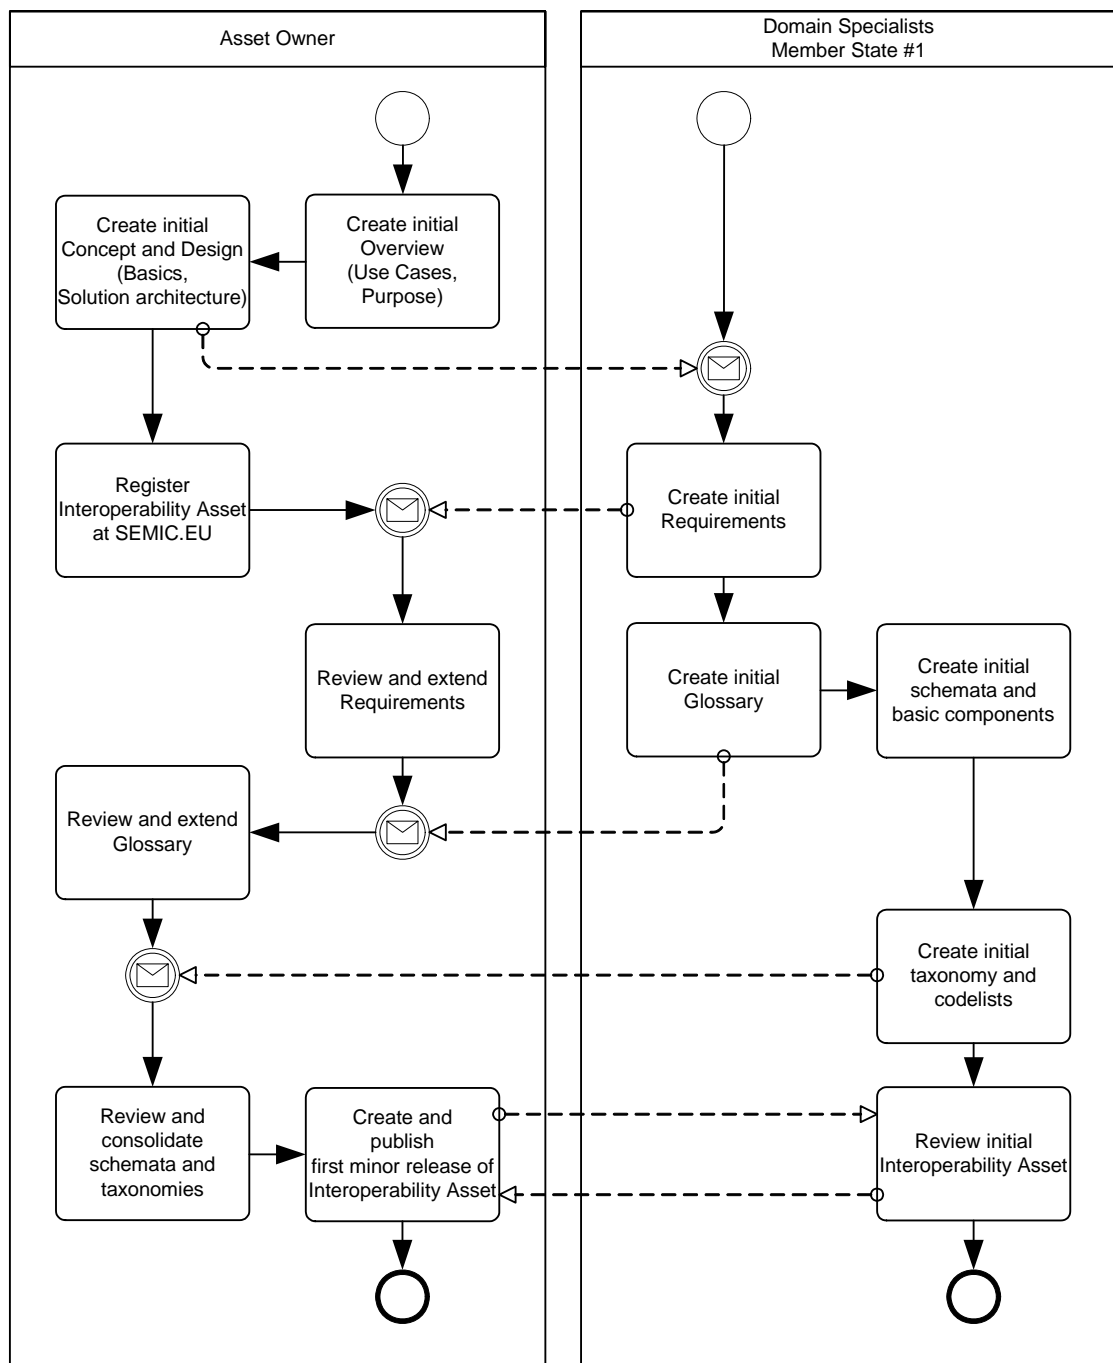 Asset Owner
Domain Specialists
Member State #1
Create initial
Concept and Design
(Basics,
Solution architecture)
Create initial
Overview
(Use Cases,
Purpose)
Register
Interoperability Asset
at SEMIC.EU
Create initial
Requirements
Review and extend
Requirements
Create initial
Glossary
Create initial
schemata and
basic components
Review and extend
Glossary
Create initial
taxonomy and
codelists
Review and
consolidate
schemata and
taxonomies
Create and
publish
first minor release of
Interoperability Asset
Review initial
Interoperability Asset